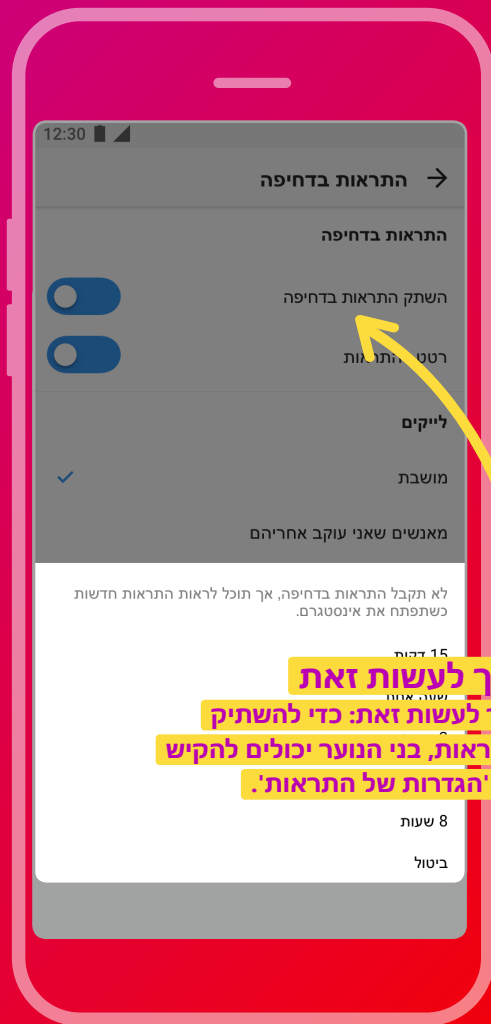 12:30
התראות בדחיפה
התראות בדחיפה
השתק התראות בדחיפה
התראות
לייקים
מושבת
מאנשים שאני עוקב אחריהם
לא תקבל התראות בדחיפה, אך תוכל לראות התראות חדשות
כשתפתח את אינסטגרם.
15 דקות
לעשות זאת
לעשות זאת: כדי להשתיק
בני הנוער יכולים להקיש
'הגדרות של התראות'.
8 שעות
ביטול